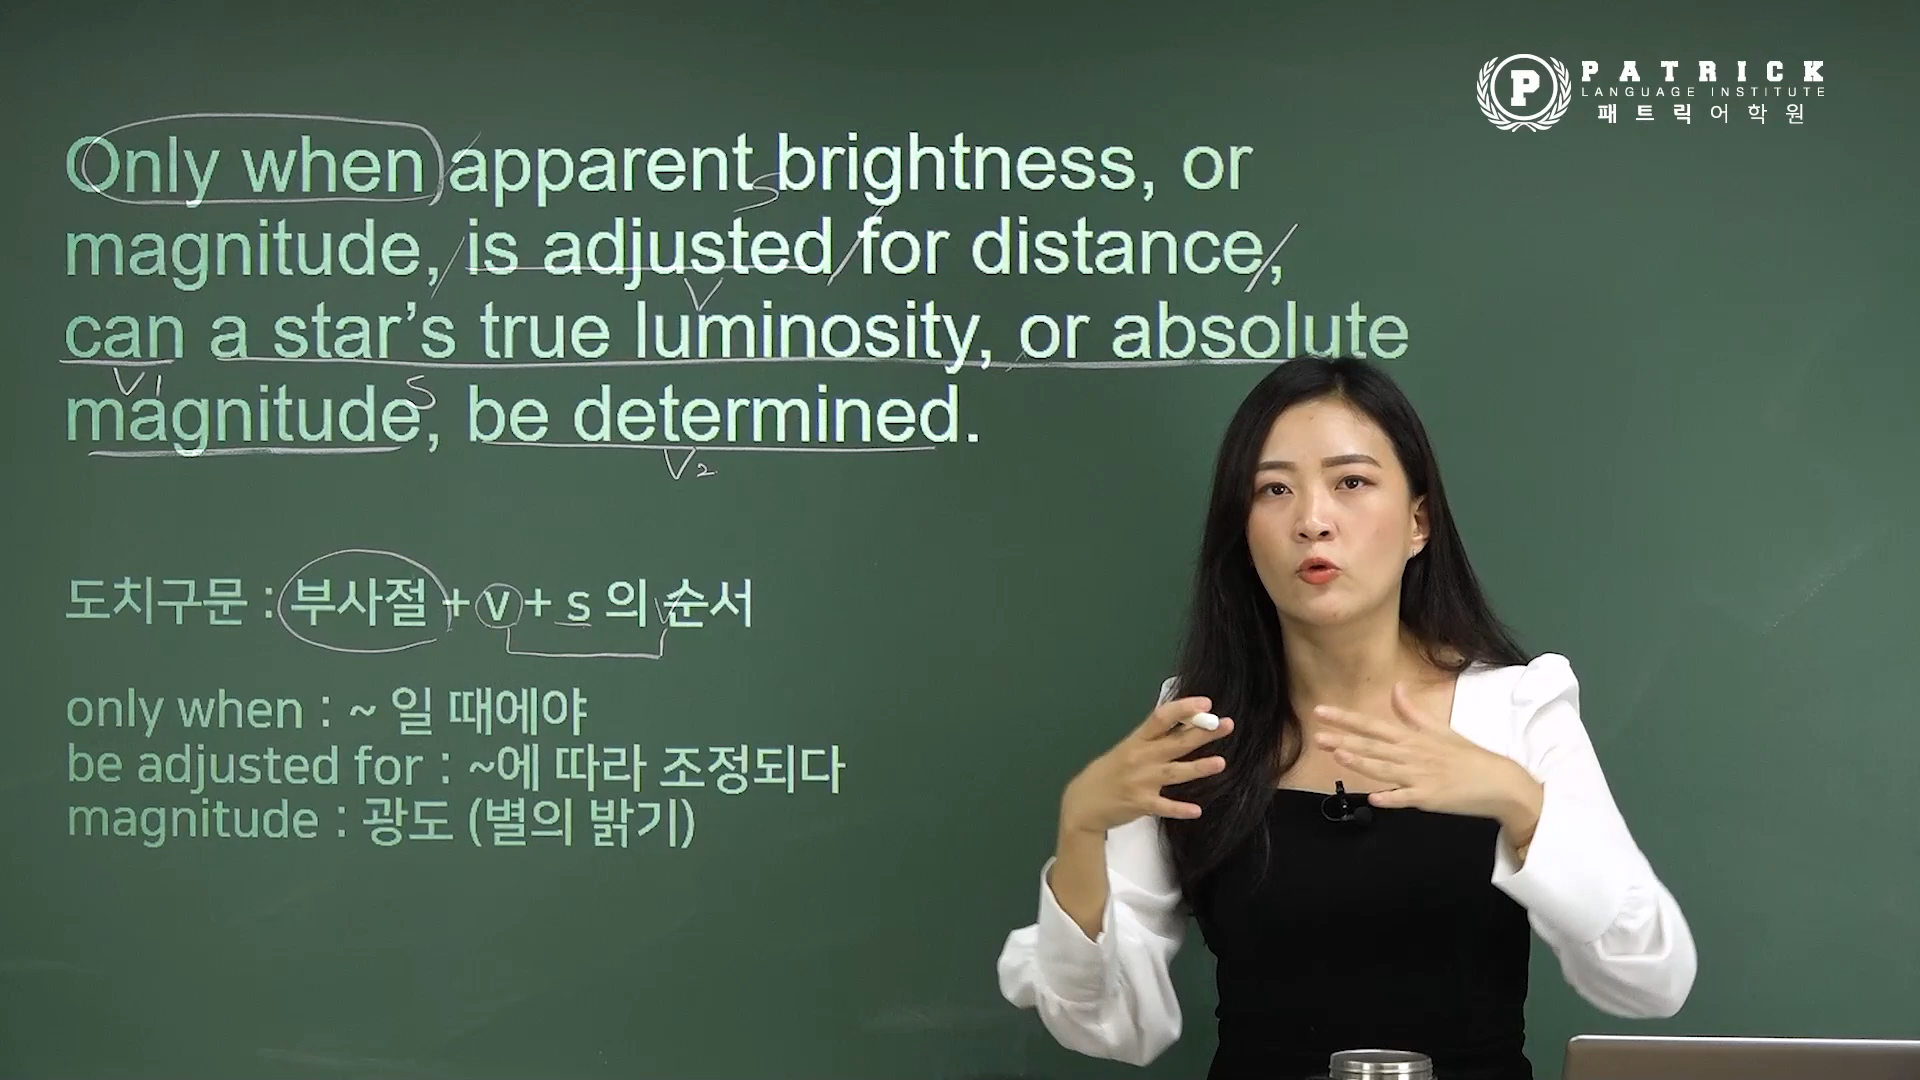 PATRICK
LANGUAGE INSTITUTE
패트릭어학원
Only when apparent brightness, or
magnitude, is adjusted for distance,
can a star’s true luminosity, or absolute
magnitude, be determined.
S
V
V1
S
V2
도치구문 : 부사절 + v + s 의 순서
V
only when : ~ 일 때에야
be adjusted for : ~에 따라 조정되다
magnitude : 광도 (별의 밝기)